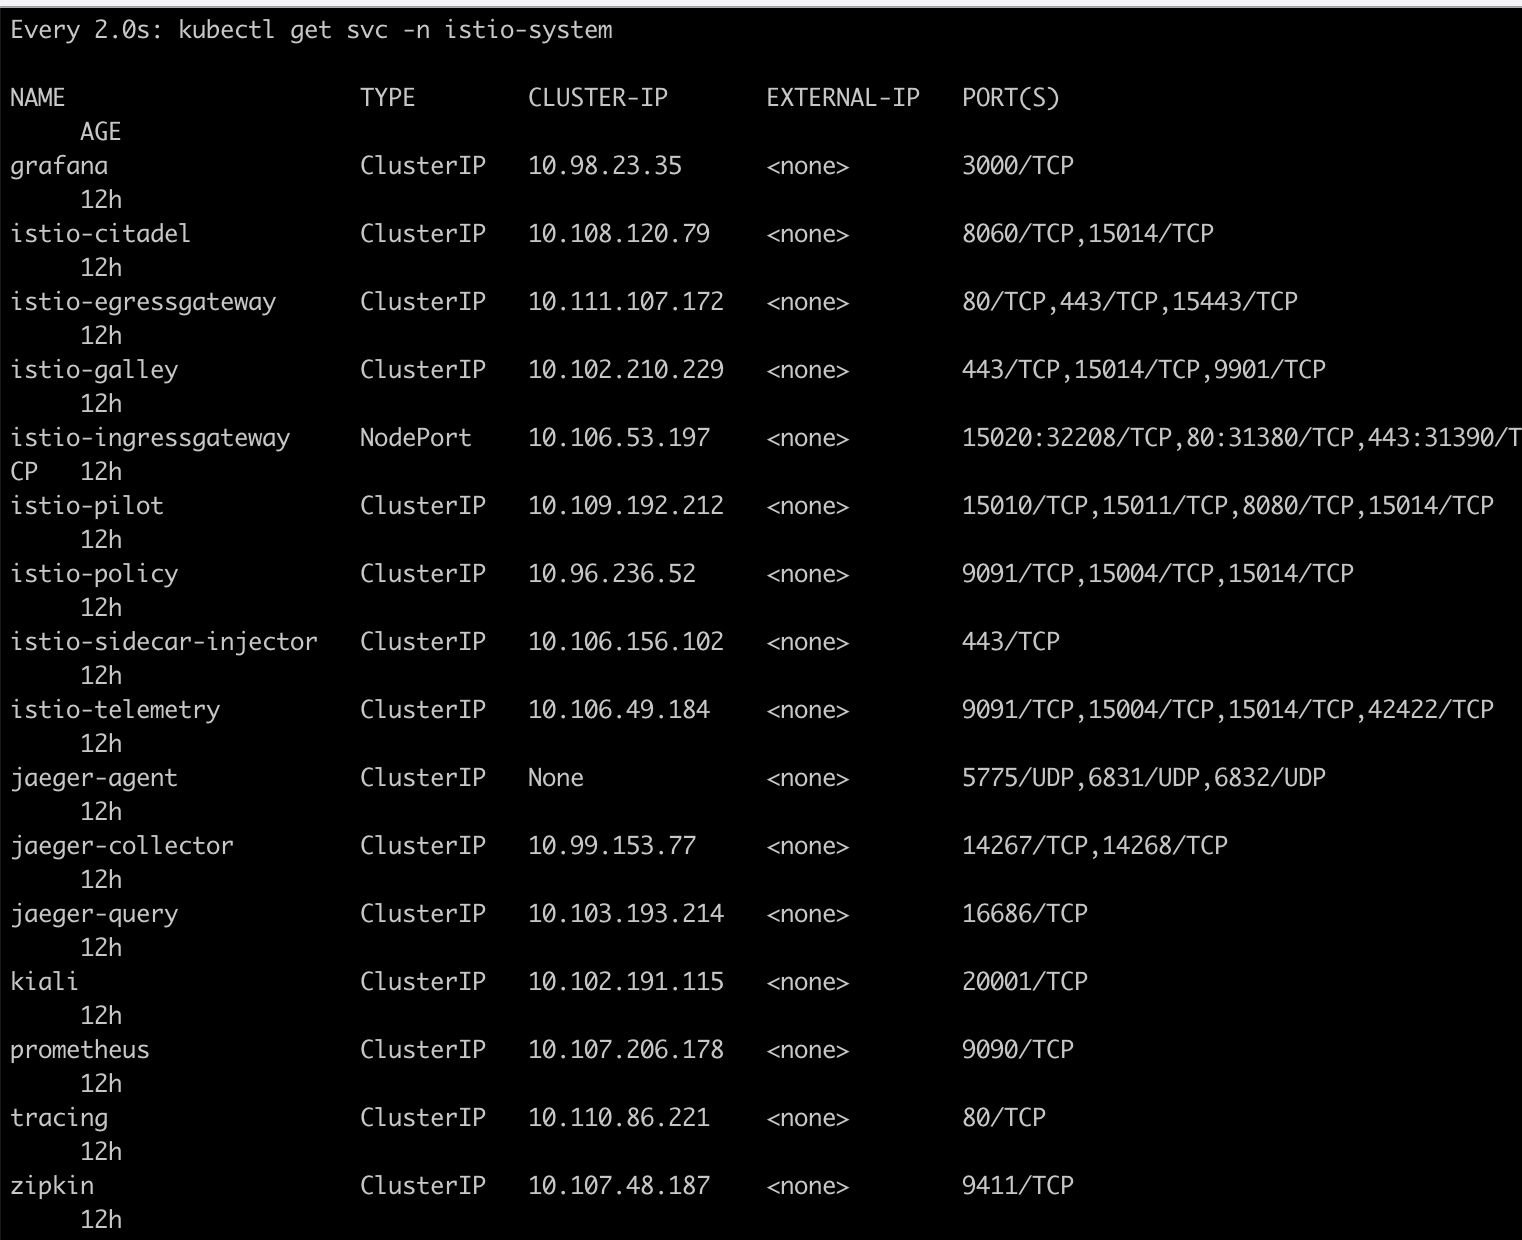 Every 2.0s: kubectl get svc -n istio-system
NAME                     TYPE        CLUSTER-IP       EXTERNAL-IP   PORT(S)
     AGE
grafana                  ClusterIP   10.98.23.35      <none>        3000/TCP
     12h
istio-citadel            ClusterIP   10.108.120.79    <none>        8060/TCP,15014/TCP
     12h
istio-egressgateway      ClusterIP   10.111.107.172   <none>        80/TCP,443/TCP,15443/TCP
     12h
istio-galley             ClusterIP   10.102.210.229   <none>        443/TCP,15014/TCP,9901/TCP
     12h
istio-ingressgateway     NodePort    10.106.53.197    <none>        15020:32208/TCP,80:31380/TCP,443:31390/T
CP   12h
istio-pilot              ClusterIP   10.109.192.212   <none>        15010/TCP,15011/TCP,8080/TCP,15014/TCP
     12h
istio-policy             ClusterIP   10.96.236.52     <none>        9091/TCP,15004/TCP,15014/TCP
     12h
istio-sidecar-injector   ClusterIP   10.106.156.102   <none>        443/TCP
     12h
istio-telemetry          ClusterIP   10.106.49.184    <none>        9091/TCP,15004/TCP,15014/TCP,42422/TCP
     12h
jaeger-agent             ClusterIP   None             <none>        5775/UDP,6831/UDP,6832/UDP
     12h
jaeger-collector         ClusterIP   10.99.153.77     <none>        14267/TCP,14268/TCP
     12h
jaeger-query             ClusterIP   10.103.193.214   <none>        16686/TCP
     12h
kiali                    ClusterIP   10.102.191.115   <none>        20001/TCP
     12h
prometheus               ClusterIP   10.107.206.178   <none>        9090/TCP
     12h
tracing                  ClusterIP   10.110.86.221    <none>        80/TCP
     12h
zipkin                   ClusterIP   10.107.48.187    <none>        9411/TCP
     12h